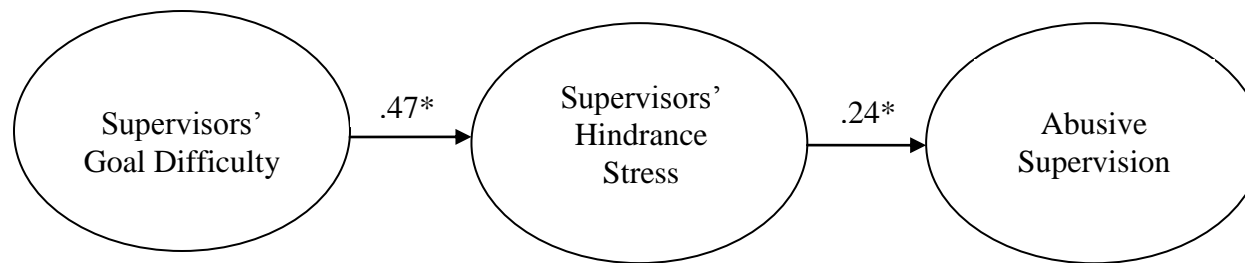 Supervisors’
Goal Difficulty
.47*
Supervisors’
Hindrance
Stress
.24*
Abusive
Supervision